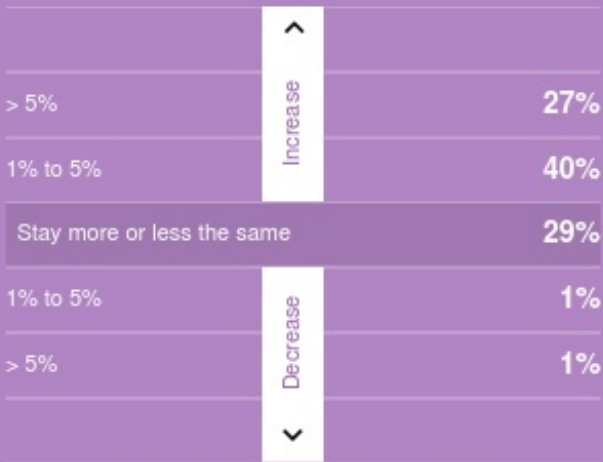 > 5% 27%
Increase
1% to 5% 40%
Stay more or less the same 29%
1% to 5% 1%
Decrease
> 5% 1%